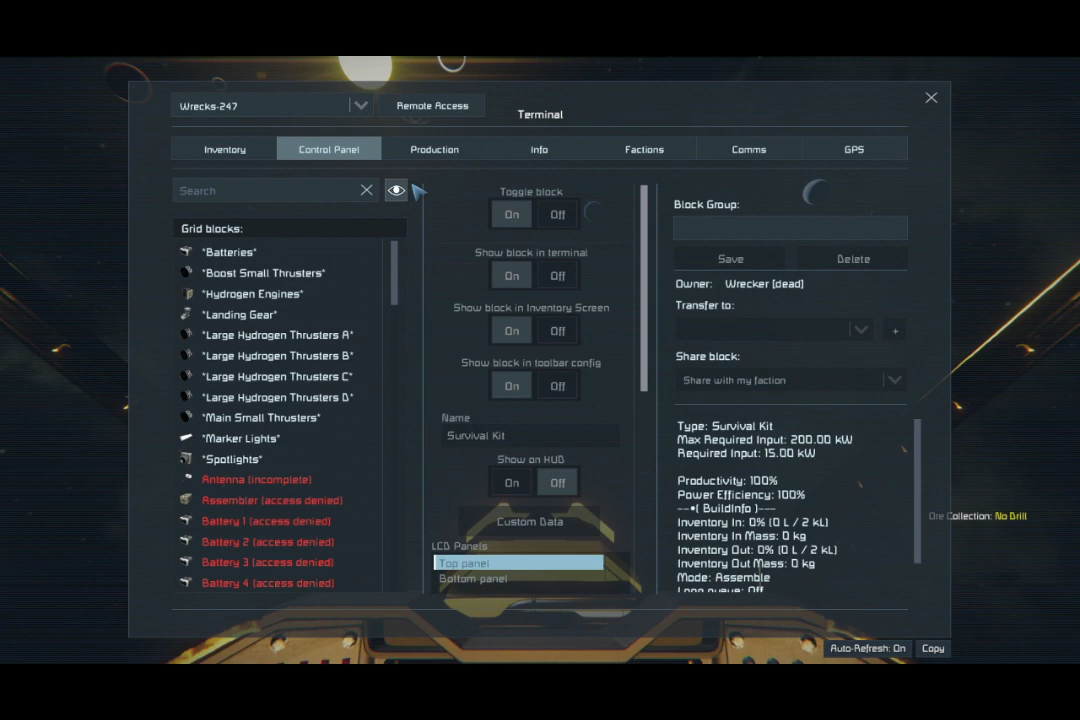 Wrecks-247
Remote Access
Terminal
Inventory
Control Panel
Production
Info
Factions
Comms
GPS
Search
Grid blocks:
*Batteries*
*Boost Small Thrusters*
*Hydrogen Engines*
*Landing Gear*
*Large Hydrogen Thrusters A*
*Large Hydrogen Thrusters B*
*Large Hydrogen Thrusters C*
*Large Hydrogen Thrusters D*
*Main Small Thrusters*
*Marker Lights*
*Spotlights*
Antenna (incomplete)
Assembler (access denied)
Battery 1 (access denied)
Battery 2 (access denied)
Battery 3 (access denied)
Battery 4 (access denied)
Toggle block
On Off
Show block in terminal
On Off
Show block in Inventory Screen
On Off
Show block in toolbar config
On Off
Name
Survival Kit
Show on HUD
On Off
Custom Data
LCD Panels
Top panel
Bottom panel
Block Group:
Save Delete
Owner: Wrecker [dead]
Transfer to:
+
Share block:
Share with my faction
Type: Survival Kit
Max Required Input: 200.00 kW
Required Input: 15.00 kW
Productivity: 100%
Power Efficiency: 100%
--•( BuildInfo )---
Inventory In: 0% (0 L / 2 kL)
Inventory In Mass: 0 kg
Inventory Out: 0% (0 L / 2 kL)
Inventory Out Mass: 0 kg
Mode: Assemble
Loop queue: Off
Ore Collection: No Drill
Auto-Refresh: On
Copy